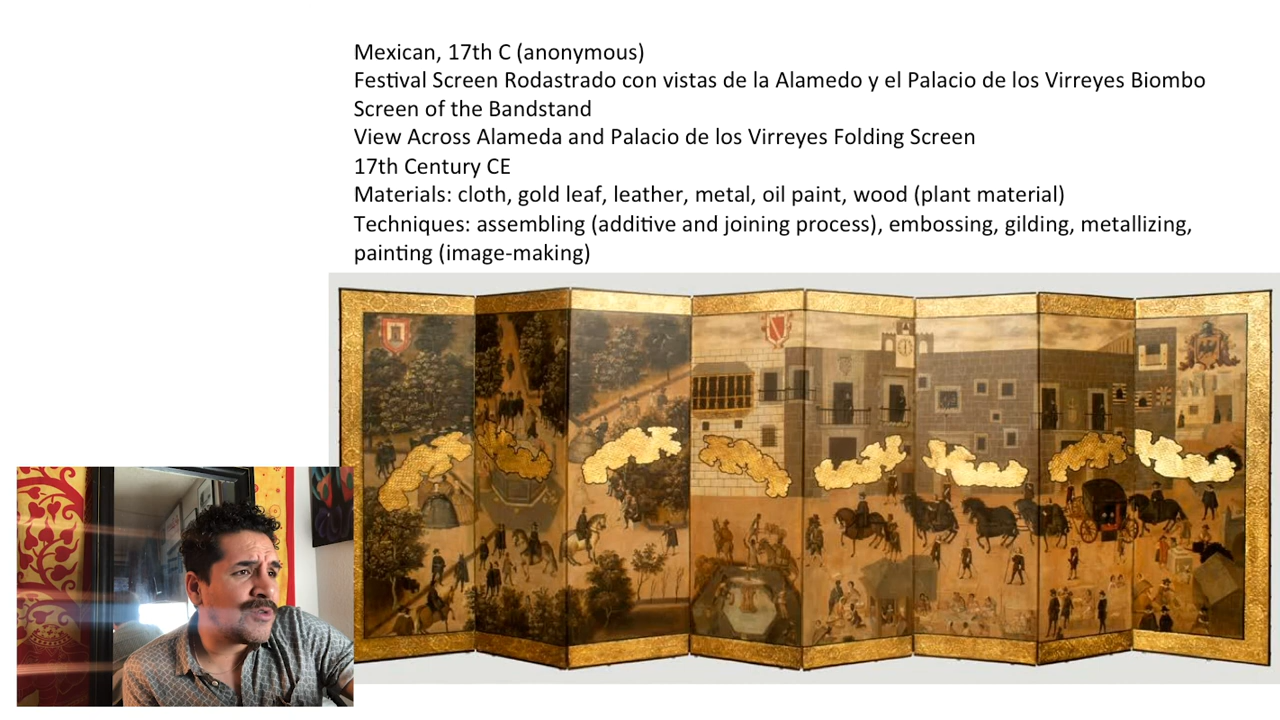 Mexican, 17th C (anonymous)
Festival Screen Rodastrado con vistas de la Alamedo y el Palacio de los Virreyes Biombo
Screen of the Bandstand
View Across Alameda and Palacio de los Virreyes Folding Screen
17th Century CE
Materials: cloth, gold leaf, leather, metal, oil paint, wood (plant material)
Techniques: assembling (additive and joining process), embossing, gilding, metallizing,
painting (image-making)